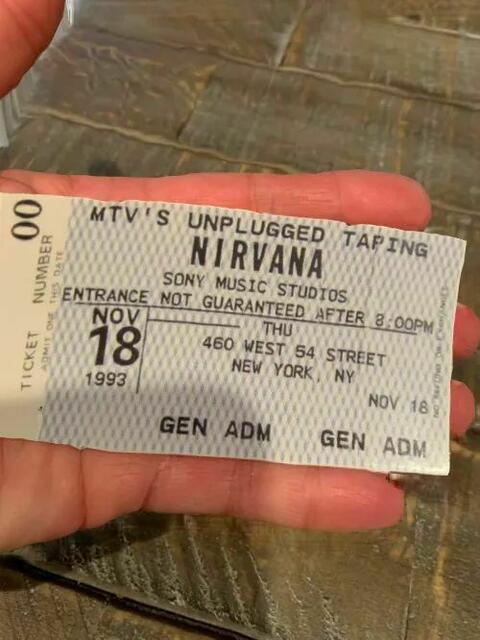 MTV'S UNPLUGGED TAPING
NIRVANA
SONY MUSIC STUDIOS
ENTRANCE NOT GUARANTEED AFTER 8:00PM
NOV
18
1993
THU
460 WEST 54 STREET
NEW YORK, NY
NOV 18
GEN ADM
GEN ADM
00
TICKET NUMBER
ADMIT ONE THIS DATE